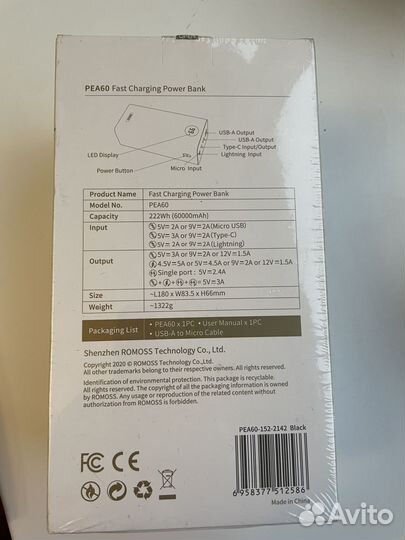 PEA60 Fast Charging Power Bank
USB-A Output
USB-A Output
Type-C Input/Output
Lightning Input
LED Display
Micro Input
Power Button
Product Name Fast Charging Power Bank
Model No. PEA60
Capacity 222Wh (60000mAh)
Input 5V⎓2A or 9V⎓2A(Micro USB)
5V⎓3A or 9V⎓2A(Type-C)
5V⎓2A or 9V⎓2A(Lightning)
Output 5V⎓3A or 9V⎓2A or 12V⎓1.5A
4.5V⎓5A or 5V⎓4.5A or 9V⎓2A or 12V⎓1.5A
Single port : 5V⎓2.4A
+ + + =5V⎓3A
Size ~L180 x W83.5 x H66mm
Weight ~1322g
Packaging List • PEA60 x 1PC • User Manual x 1PC
• USB-A to Micro Cable
Shenzhen ROMOSS Technology Co., Ltd.
Copyright 2020 © ROMOSS Technology Co., Ltd.
All other trademarks belong to their respective owners. All rights reserved.
Identification of environmental protection. This package is recyclable.
All rights reserved. The copyright of all the packaging information is owned
by ROMOSS. Any usage or reproduction of the related contents without
authorization from ROMOSS is forbidden.
PEA60-152-2142 Black
FC CE
6 958377 512586
Made in China
Avito